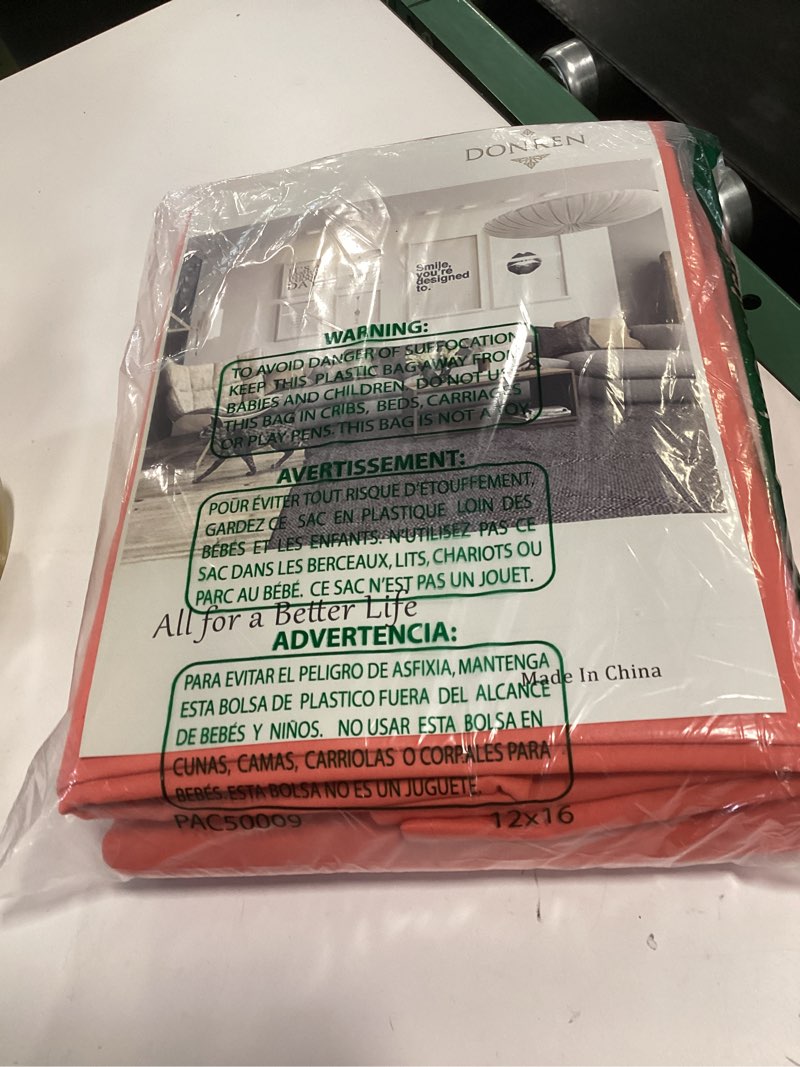 DONREN
Smile,
you're
designed
to.
WARNING:
TO AVOID DANGER OF SUFFOCATION
KEEP THIS PLASTIC BAG AWAY FROM
BABIES AND CHILDREN. DO NOT USE
THIS BAG IN CRIBS, BEDS, CARRIAGES
OR PLAY PENS. THIS BAG IS NOT A TOY.
AVERTISSEMENT:
POUR ÉVITER TOUT RISQUE D'ETOUFFEMENT,
GARDEZ CE SAC EN PLASTIQUE LOIN DES
BÉBÉS ET LES ENFANTS. N'UTILISEZ PAS CE
SAC DANS LES BERCEAUX, LITS, CHARIOTS OU
PARC AU BÉBÉ. CE SAC N'EST PAS UN JOUET.
All for a Better Life
ADVERTENCIA:
PARA EVITAR EL PELIGRO DE ASFIXIA, MANTENGA
Made In China
ESTA BOLSA DE PLASTICO FUERA DEL ALCANCE
DE BEBÉS Y NIÑOS. NO USAR ESTA BOLSA EN
CUNAS, CAMAS, CARRIOLAS O CORRALES PARA
BEBÉS. ESTA BOLSA NO ES UN JUGUETE.
PAC50009 12x16